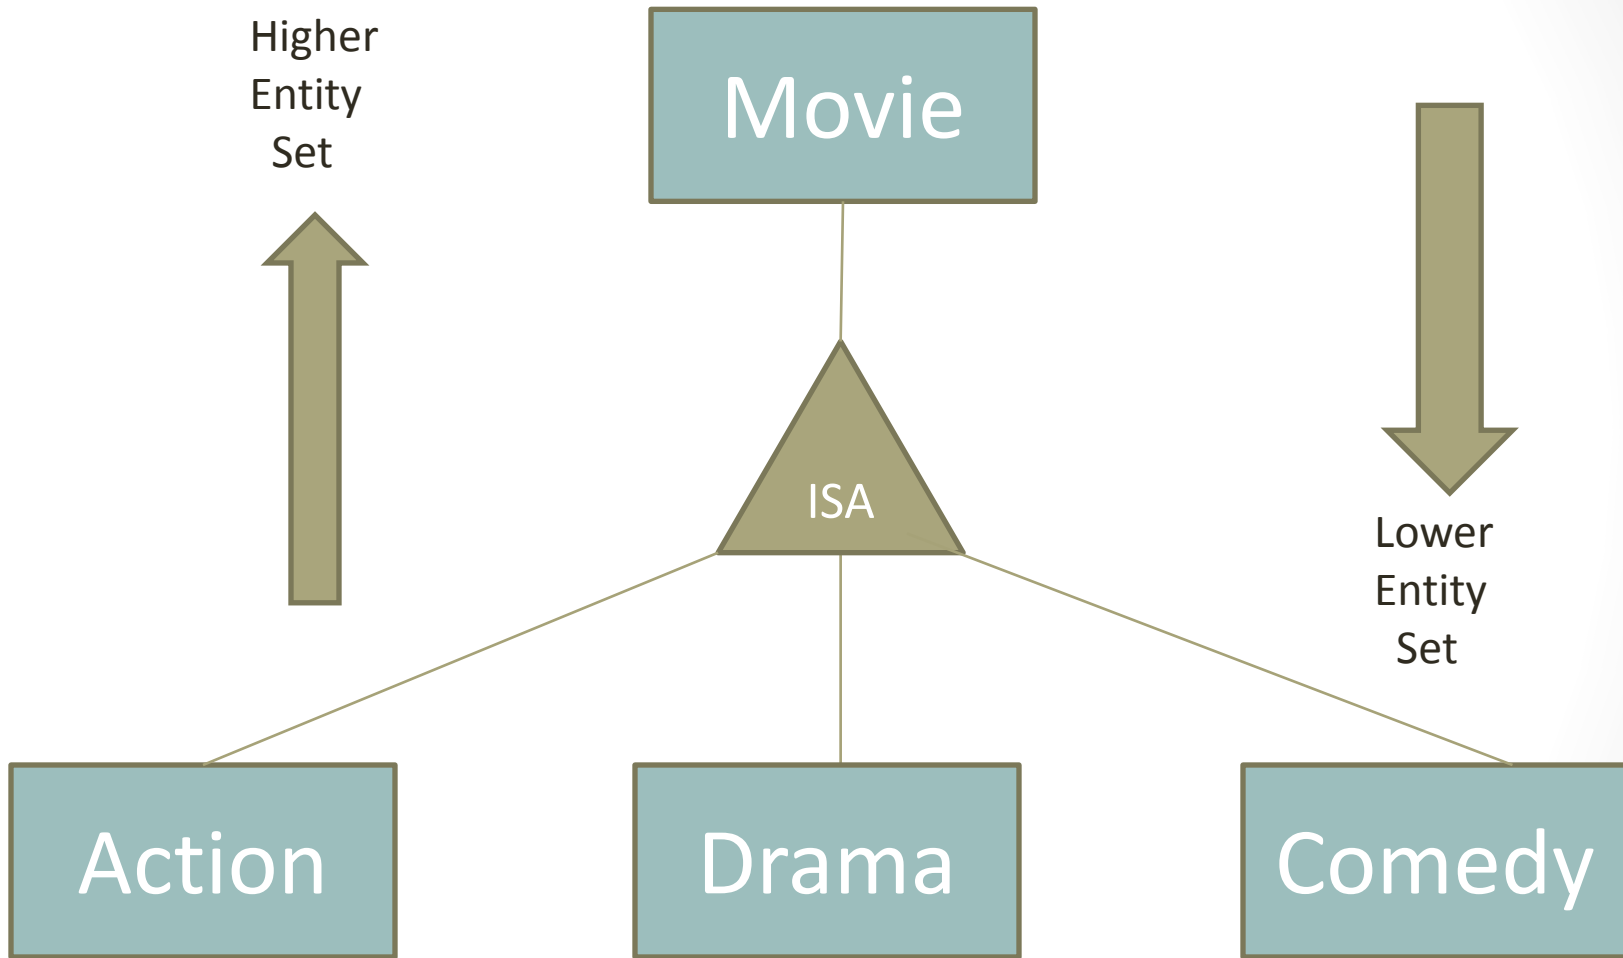 Higher
Entity
Set
Movie
ISA
Lower
Entity
Set
Action
Drama
Comedy